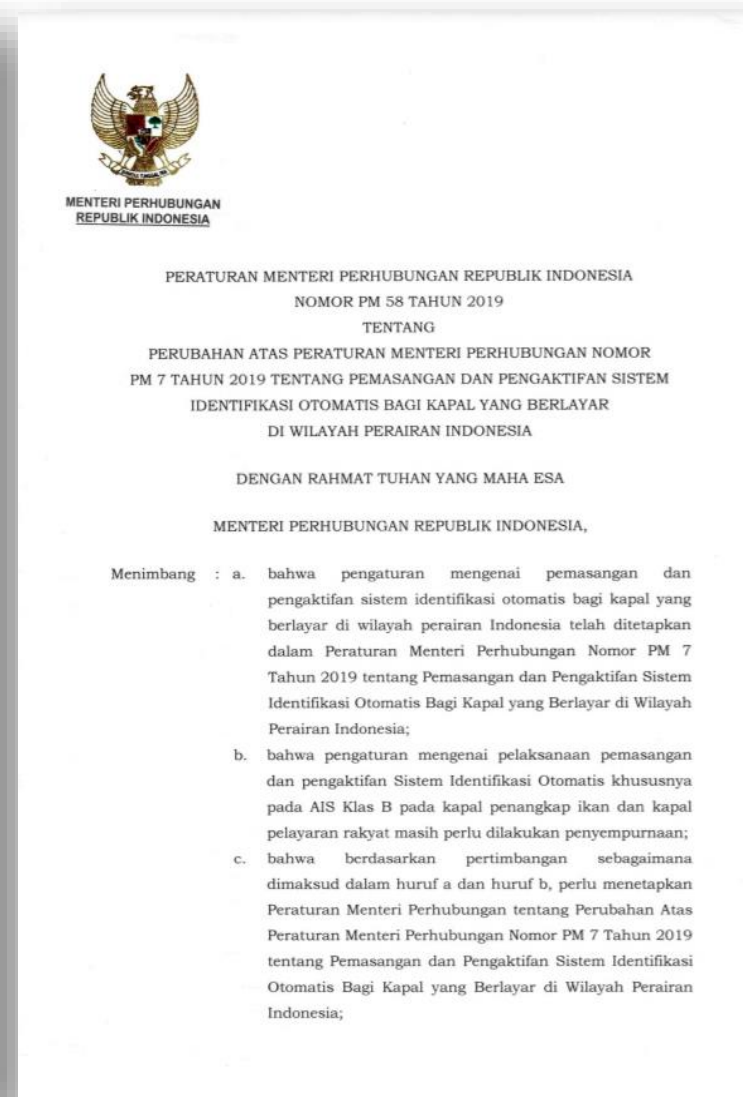 MENTERI PERHUBUNGAN
REPUBLIK INDONESIA
PERATURAN MENTERI PERHUBUNGAN REPUBLIK INDONESIA
NOMOR PM 58 TAHUN 2019
TENTANG
PERUBAHAN ATAS PERATURAN MENTERI PERHUBUNGAN NOMOR
PM 7 TAHUN 2019 TENTANG PEMASANGAN DAN PENGAKTIFAN SISTEM
IDENTIFIKASI OTOMATIS BAGI KAPAL YANG BERLAYAR
DI WILAYAH PERAIRAN INDONESIA
DENGAN RAHMAT TUHAN YANG MAHA ESA
MENTERI PERHUBUNGAN REPUBLIK INDONESIA,
Menimbang : a. bahwa pengaturan mengenai pemasangan dan
pengaktifan sistem identifikasi otomatis bagi kapal yang
berlayar di wilayah perairan Indonesia telah ditetapkan
dalam Peraturan Menteri Perhubungan Nomor PM 7
Tahun 2019 tentang Pemasangan dan Pengaktifan Sistem
Identifikasi Otomatis Bagi Kapal yang Berlayar di Wilayah
Perairan Indonesia;
b. bahwa pengaturan mengenai pelaksanaan pemasangan
dan pengaktifan Sistem Identifikasi Otomatis khususnya
pada AIS Klas B pada kapal penangkap ikan dan kapal
pelayaran rakyat masih perlu dilakukan penyempurnaan;
c. bahwa berdasarkan pertimbangan sebagaimana
dimaksud dalam huruf a dan huruf b, perlu menetapkan
Peraturan Menteri Perhubungan tentang Perubahan Atas
Peraturan Menteri Perhubungan Nomor PM 7 Tahun 2019
tentang Pemasangan dan Pengaktifan Sistem Identifikasi
Otomatis Bagi Kapal yang Berlayar di Wilayah Perairan
Indonesia;